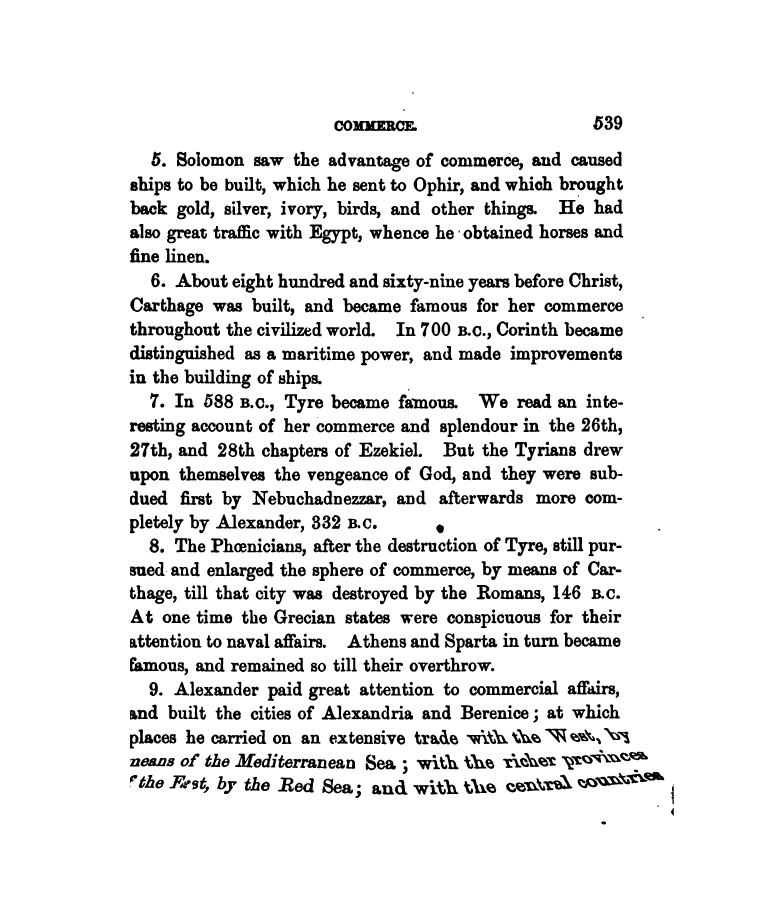 COMMERCE. 539
5. Solomon saw the advantage of commerce, and caused
ships to be built, which he sent to Ophir, and which brought
back gold, silver, ivory, birds, and other things. He had
also great traffic with Egypt, whence he obtained horses and
fine linen.
6. About eight hundred and sixty-nine years before Christ,
Carthage was built, and became famous for her commerce
throughout the civilized world. In 700 B.C., Corinth became
distinguished as a maritime power, and made improvements
in the building of ships.
7. In 588 B.C., Tyre became famous. We read an inte-
resting account of her commerce and splendour in the 26th,
27th, and 28th chapters of Ezekiel. But the Tyrians drew
upon themselves the vengeance of God, and they were sub-
dued first by Nebuchadnezzar, and afterwards more com-
pletely by Alexander, 332 B.C.
8. The Phœnicians, after the destruction of Tyre, still pur-
sued and enlarged the sphere of commerce, by means of Car-
thage, till that city was destroyed by the Romans, 146 B.C.
At one time the Grecian states were conspicuous for their
attention to naval affairs. Athens and Sparta in turn became
famous, and remained so till their overthrow.
9. Alexander paid great attention to commercial affairs,
and built the cities of Alexandria and Berenice; at which
places he carried on an extensive trade with the West, by
means of the Mediterranean Sea; with the richer provinces
the East, by the Red Sea; and with the central countries